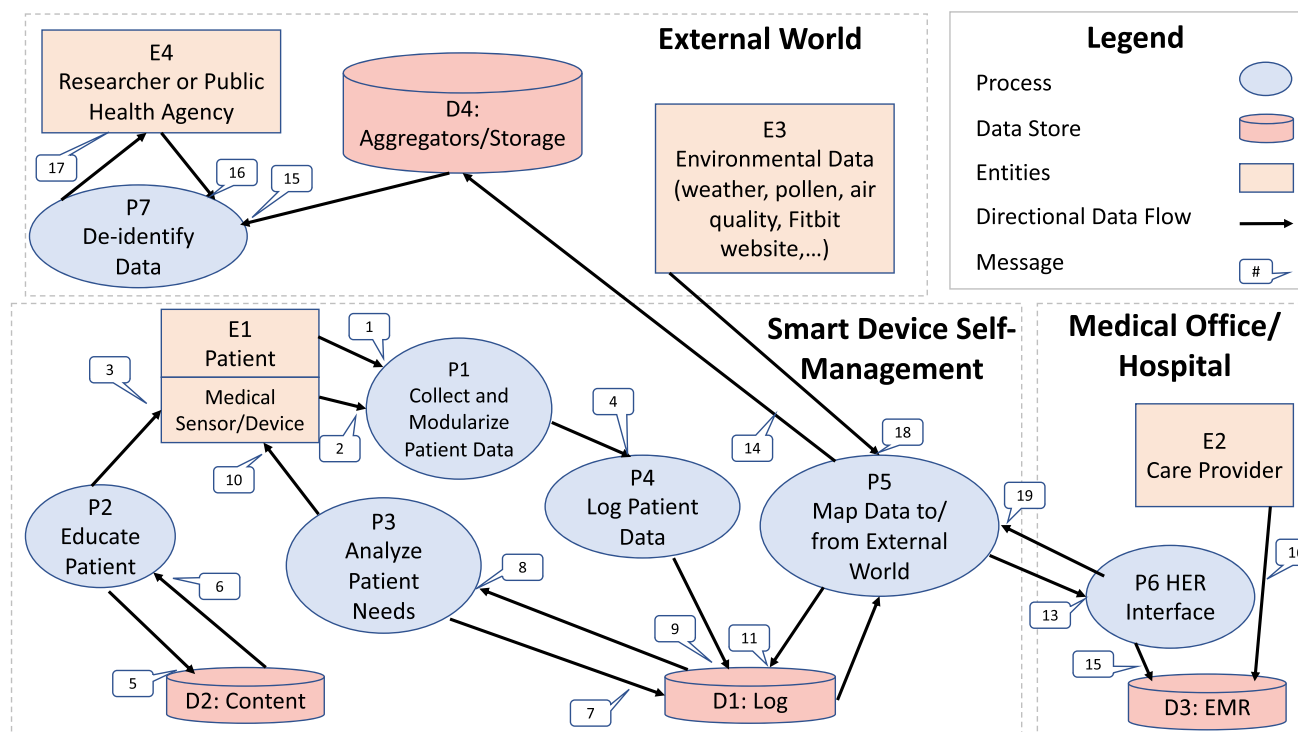 External World
E4
Researcher or Public
Health Agency
17
16
15
P7
De-identify
Data
D4:
Aggregators/Storage
E3
Environmental Data
(weather, pollen, air
quality, Fitbit
website,...)
Legend
Process
Data Store
Entities
Directional Data Flow
Message
#
Smart Device Self-
Management
E1
Patient
Medical
Sensor/Device
1
2
3
P1
Collect and
Modularize
Patient Data
4
10
P2
Educate
Patient
P3
Analyze
Patient
Needs
P4
Log Patient
Data
14
18
P5
Map Data to/
from External
World
19
6
8
5
D2: Content
7
9
11
D1: Log
Medical Office/
Hospital
E2
Care Provider
P6 HER
Interface
13
15
D3: EMR